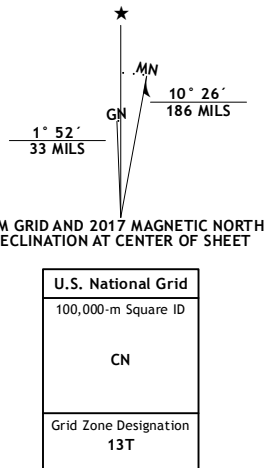 ★
MN
GN
10° 26´
186 MILS
1° 52´
33 MILS
M GRID AND 2017 MAGNETIC NORTH
ECLINATION AT CENTER OF SHEET
U.S. National Grid
100,000-m Square ID
CN
Grid Zone Designation
13T